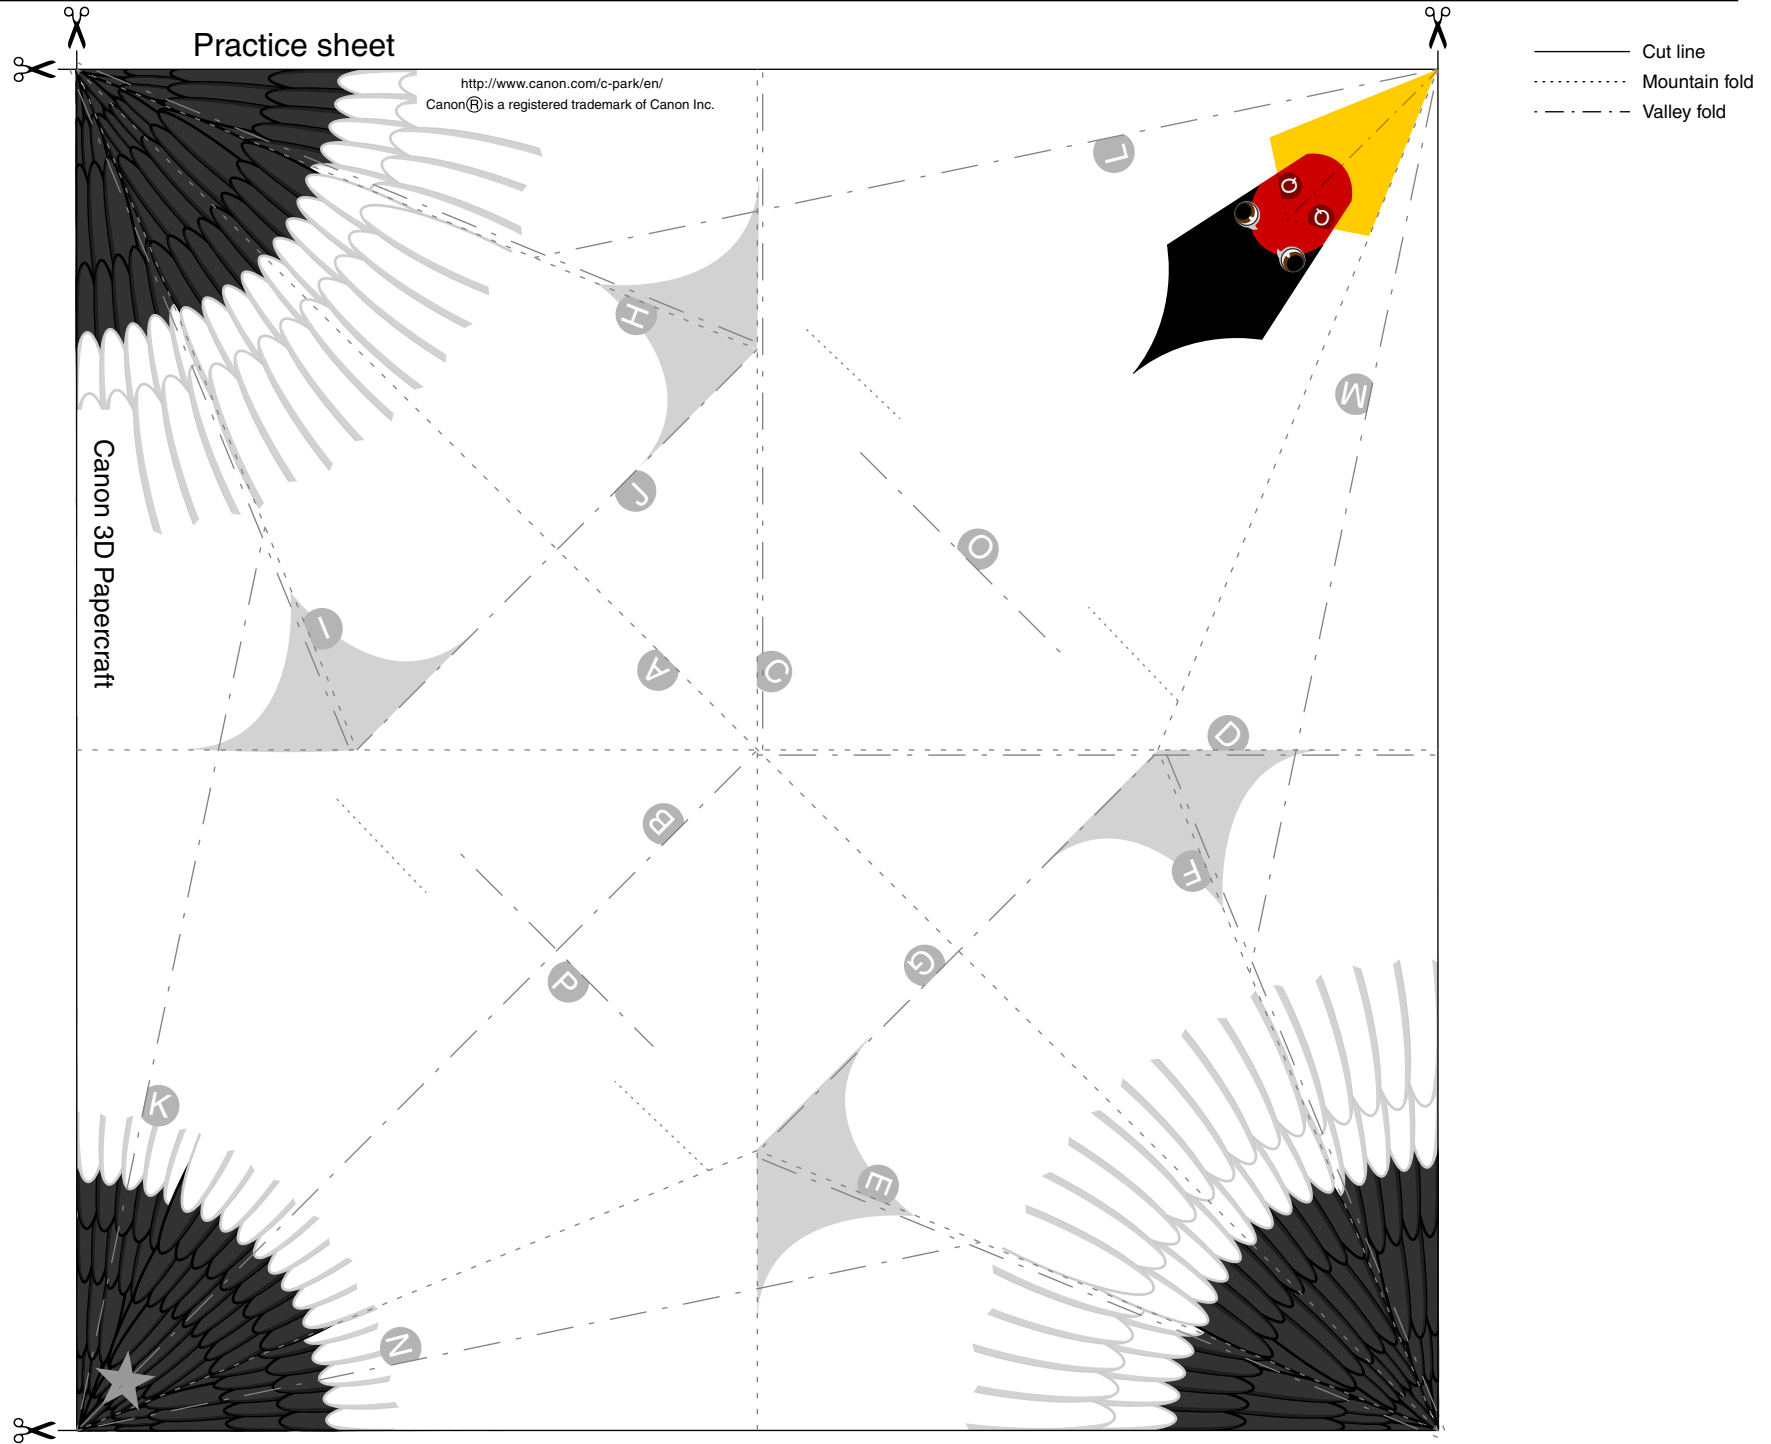 Practice sheet
http://www.canon.com/c-park/en/
Canon®is a registered trademark of Canon Inc.
Cut line
Mountain fold
Valley fold
L
H
M
J
O
Canon 3D Papercraft
I
A
C
D
B
F
G
P
K
E
N